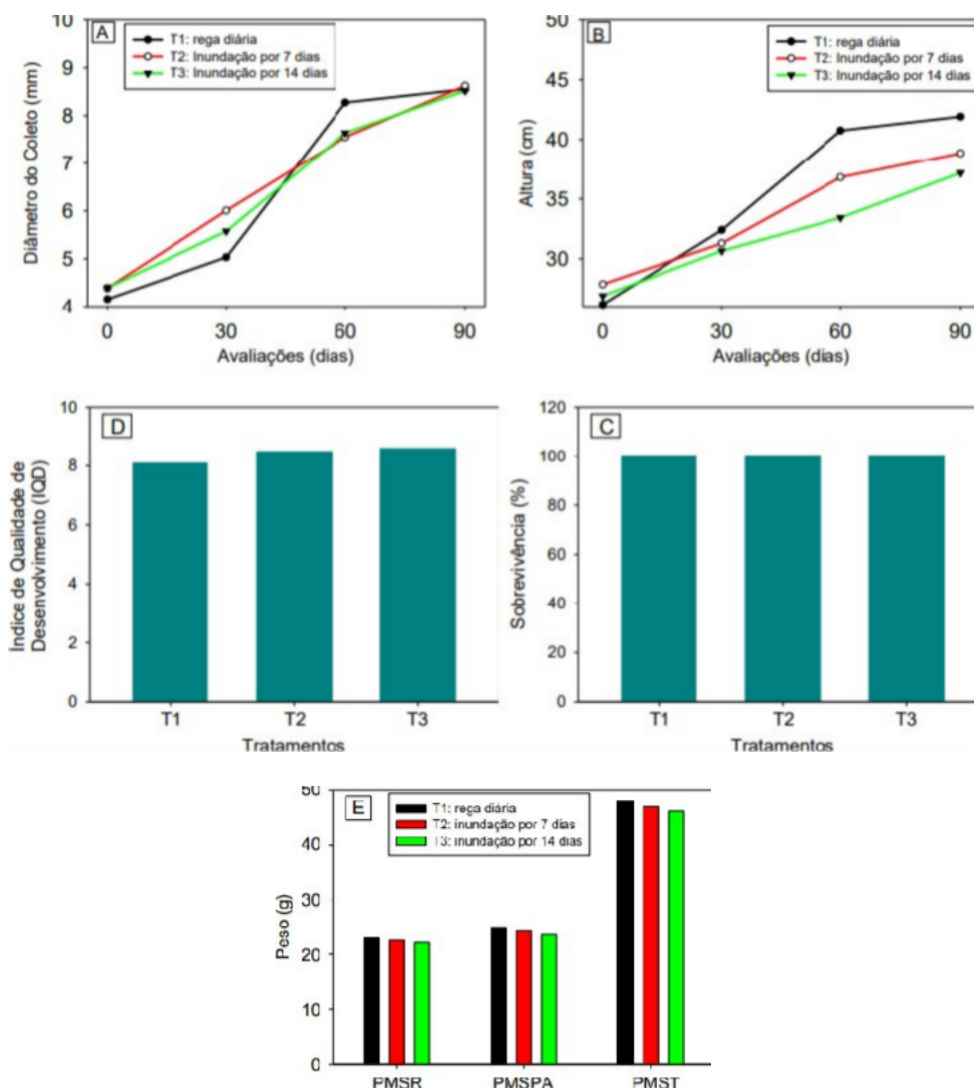 A
T1: rega diária
T2: Inundação por 7 dias
T3: Inundação por 14 dias
Diâmetro do Coleto (mm)
10
9
8
7
6
5
4
0 30 60 90
Avaliações (dias)
B
T1: rega diária
T2: Inundação por 7 dias
T3: Inundação por 14 dias
Altura (cm)
50
45
40
35
30
0 30 60 90
Avaliações (dias)
D
Índice de Qualidade de
Desenvolvimento (IQD)
10
8
6
4
2
0
T1 T2 T3
Tratamentos
C
Sobrevivência (%)
120
100
80
60
40
20
0
T1 T2 T3
Tratamentos
E
T1: rega diária
T2: inundação por 7 dias
T3: inundação por 14 dias
Peso (g)
50
40
30
20
10
0
PMSR PMSPA PMST